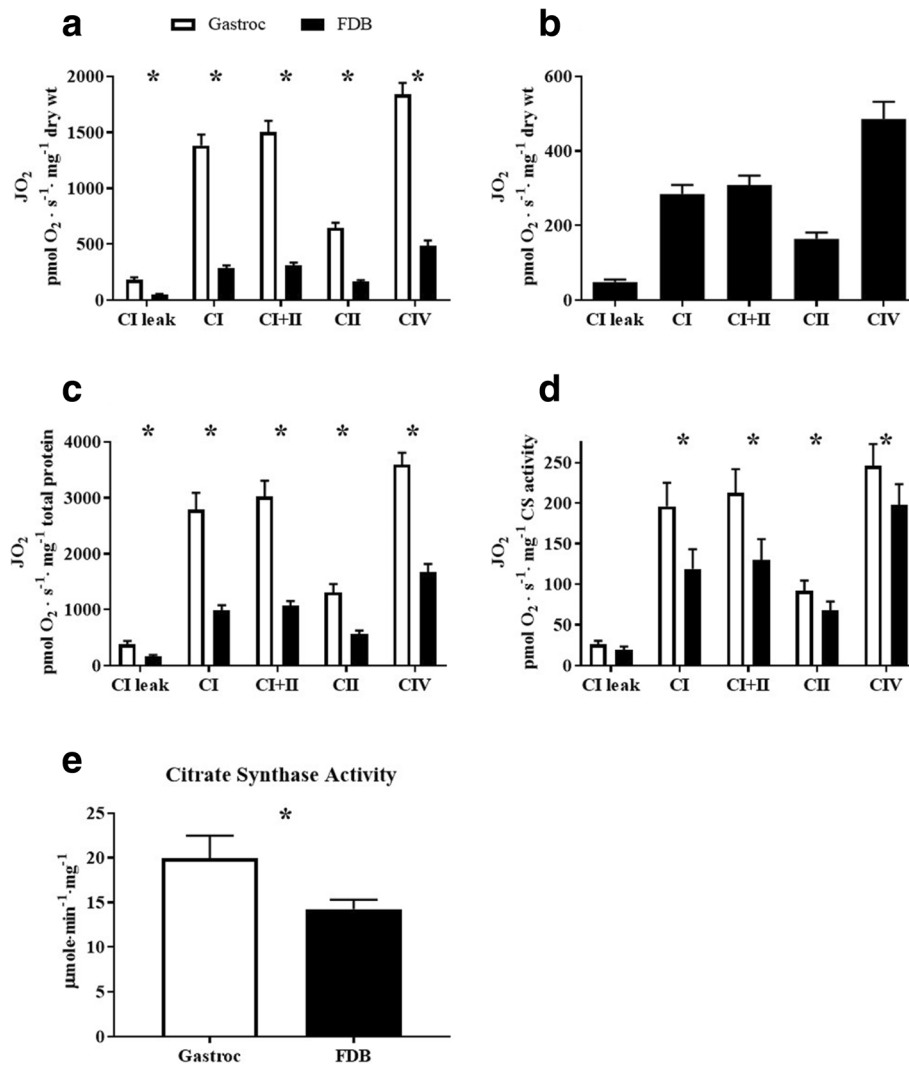 a
Gastroc FDB
* * * * *
JO2
pmol O2 · s-1 · mg-1 dry wt
2000
1500
1000
500
0
CI leak CI CI+II CII CIV
b
JO2
pmol O2 · s-1 · mg-1 dry wt
600
400
200
0
CI leak CI CI+II CII CIV
c
* * * * *
JO2
pmol O2 · s-1 · mg-1 total protein
4000
3000
2000
1000
0
CI leak CI CI+II CII CIV
d
* * * *
JO2
pmol O2 · s-1 · mg-1 CS activity
250
200
150
100
50
0
CI leak CI CI+II CII CIV
e
Citrate Synthase Activity
*
µmole·min-1·mg-1
25
20
15
10
5
0
Gastroc FDB